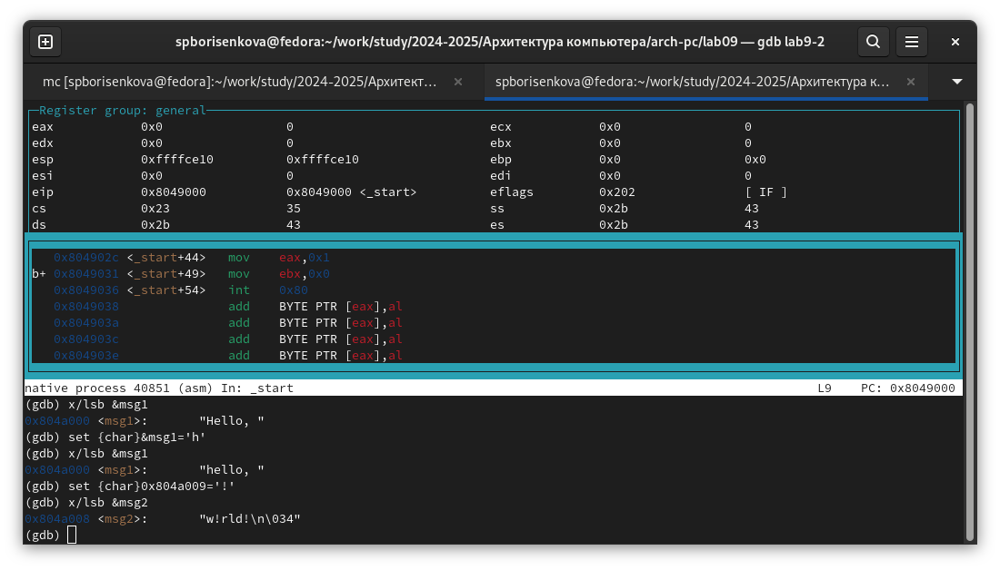 spborisenkova@fedora:~/work/study/2024-2025/Архитектура компьютера/arch-pc/lab09 — gdb lab9-2
mc [spborisenkova@fedora]:~/work/study/2024-2025/Архитект... spborisenkova@fedora:~/work/study/2024-2025/Архитектура к...
Register group: general
eax 0x0 0 ecx 0x0 0
edx 0x0 0 ebx 0x0 0
esp 0xffffce10 0xffffce10 ebp 0x0 0x0
esi 0x0 0 edi 0x0 0
eip 0x8049000 0x8049000 <_start> eflags 0x202 [ IF ]
cs 0x23 35 ss 0x2b 43
ds 0x2b 43 es 0x2b 43
0x804902c <_start+44> mov eax,0x1
b+ 0x8049031 <_start+49> mov ebx,0x0
0x8049036 <_start+54> int 0x80
0x8049038 add BYTE PTR [eax],al
0x804903a add BYTE PTR [eax],al
0x804903c add BYTE PTR [eax],al
0x804903e add BYTE PTR [eax],al
native process 40851 (asm) In: _start L9 PC: 0x8049000
(gdb) x/1sb &msg1
0x804a000 <msg1>: "Hello, "
(gdb) set {char}&msg1='h'
(gdb) x/1sb &msg1
0x804a000 <msg1>: "hello, "
(gdb) set {char}0x804a009='!'
(gdb) x/1sb &msg2
0x804a008 <msg2>: "w!rld!\n\034"
(gdb)